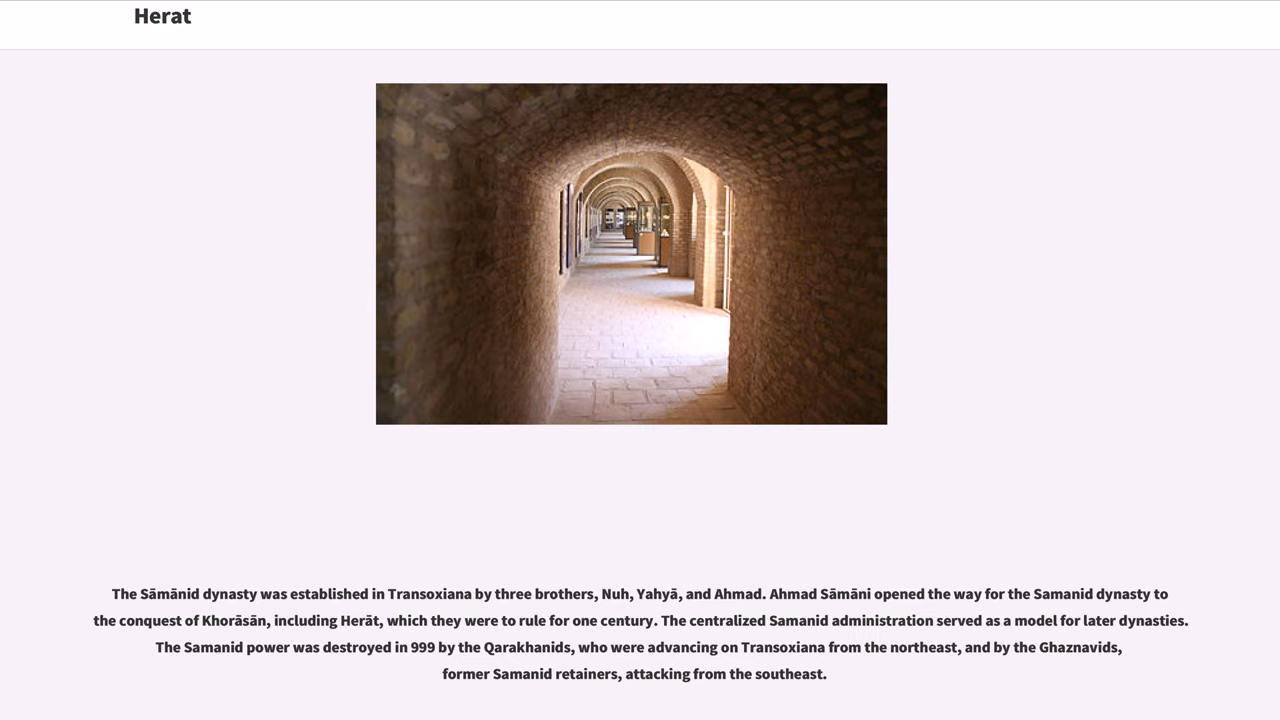 Herat
The Sāmānid dynasty was established in Transoxiana by three brothers, Nuh, Yahyā, and Ahmad. Ahmad Sāmāni opened the way for the Samanid dynasty to
the conquest of Khorāsān, including Herāt, which they were to rule for one century. The centralized Samanid administration served as a model for later dynasties.
The Samanid power was destroyed in 999 by the Qarakhanids, who were advancing on Transoxiana from the northeast, and by the Ghaznavids,
former Samanid retainers, attacking from the southeast.